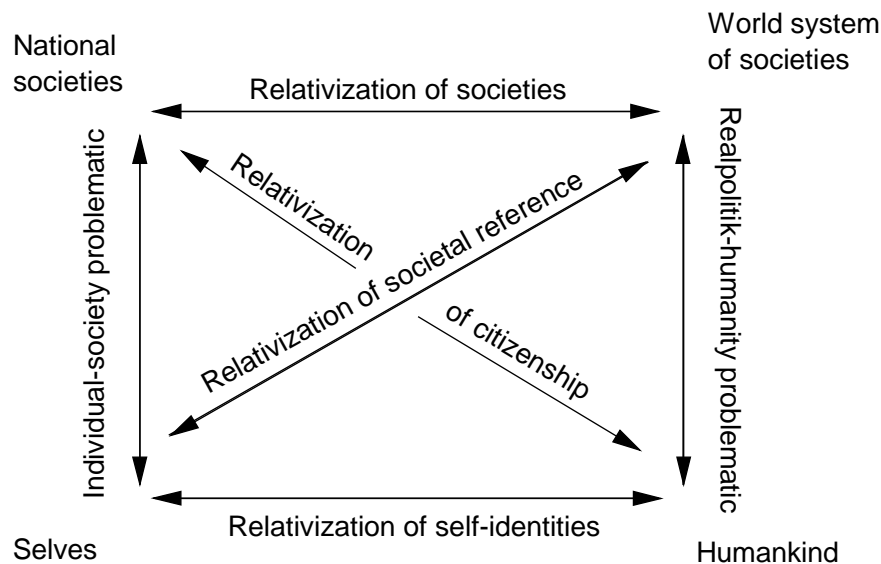 National
societies
World system
of societies
Relativization of societies
Individual-society problematic
Relativization
of citizenship
Relativization of societal reference
Realpolitik-humanity problematic
Relativization of self-identities
Selves
Humankind